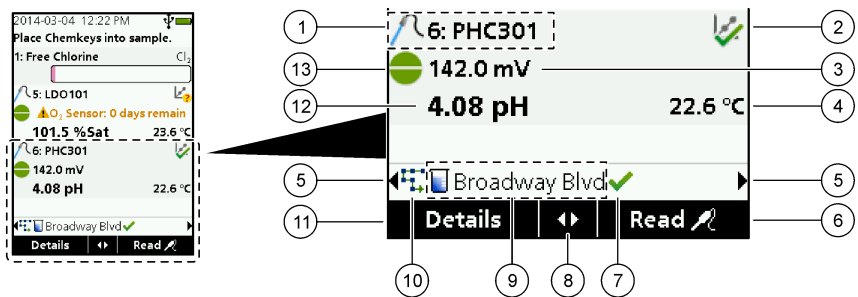 2014-03-04 12:22 PM
Place Chemkeys into sample.
1: Free Chlorine Cl₂
5: LDO101
O₂ Sensor: 0 days remain
101.5 %Sat 23.6 °C
6: PHC301
142.0 mV
4.08 pH 22.6 °C
Broadway Blvd
Details Read
1 6: PHC301 2
13 142.0 mV 3
12 4.08 pH 22.6 °C 4
5 Broadway Blvd 5
11 Details Read 6
10 9 8 7